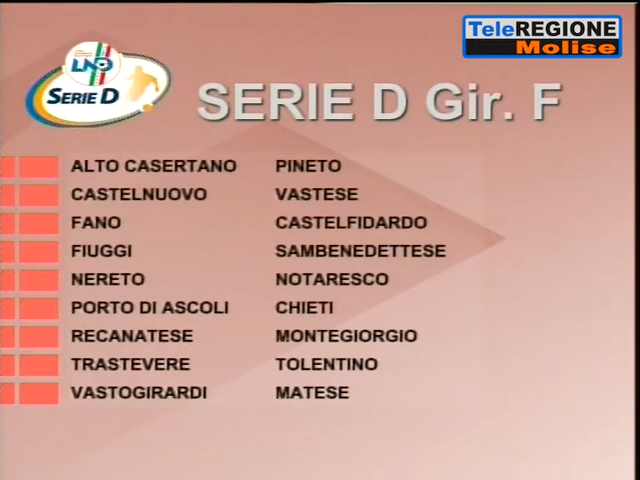 TeleREGIONE
Molise
LND
SERIE D
SERIE D Gir. F
ALTO CASERTANO PINETO
CASTELNUOVO VASTESE
FANO CASTELFIDARDO
FIUGGI SAMBENEDETTESE
NERETO NOTARESCO
PORTO DI ASCOLI CHIETI
RECANATESE MONTEGIORGIO
TRASTEVERE TOLENTINO
VASTOGIRARDI MATESE